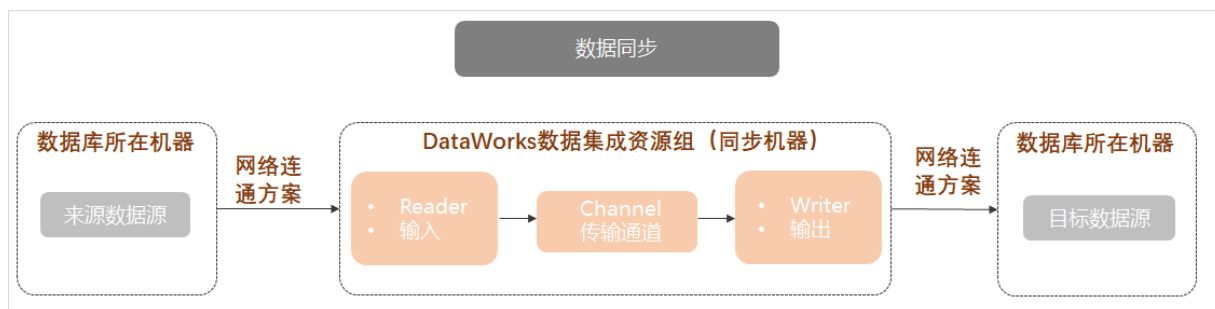 数据同步
数据库所在机器
来源数据源
网络连
通方案
DataWorks数据集成资源组（同步机器）
• Reader
• 输入
Channel
传输通道
• Writer
• 输出
网络连
通方案
数据库所在机器
目标数据源